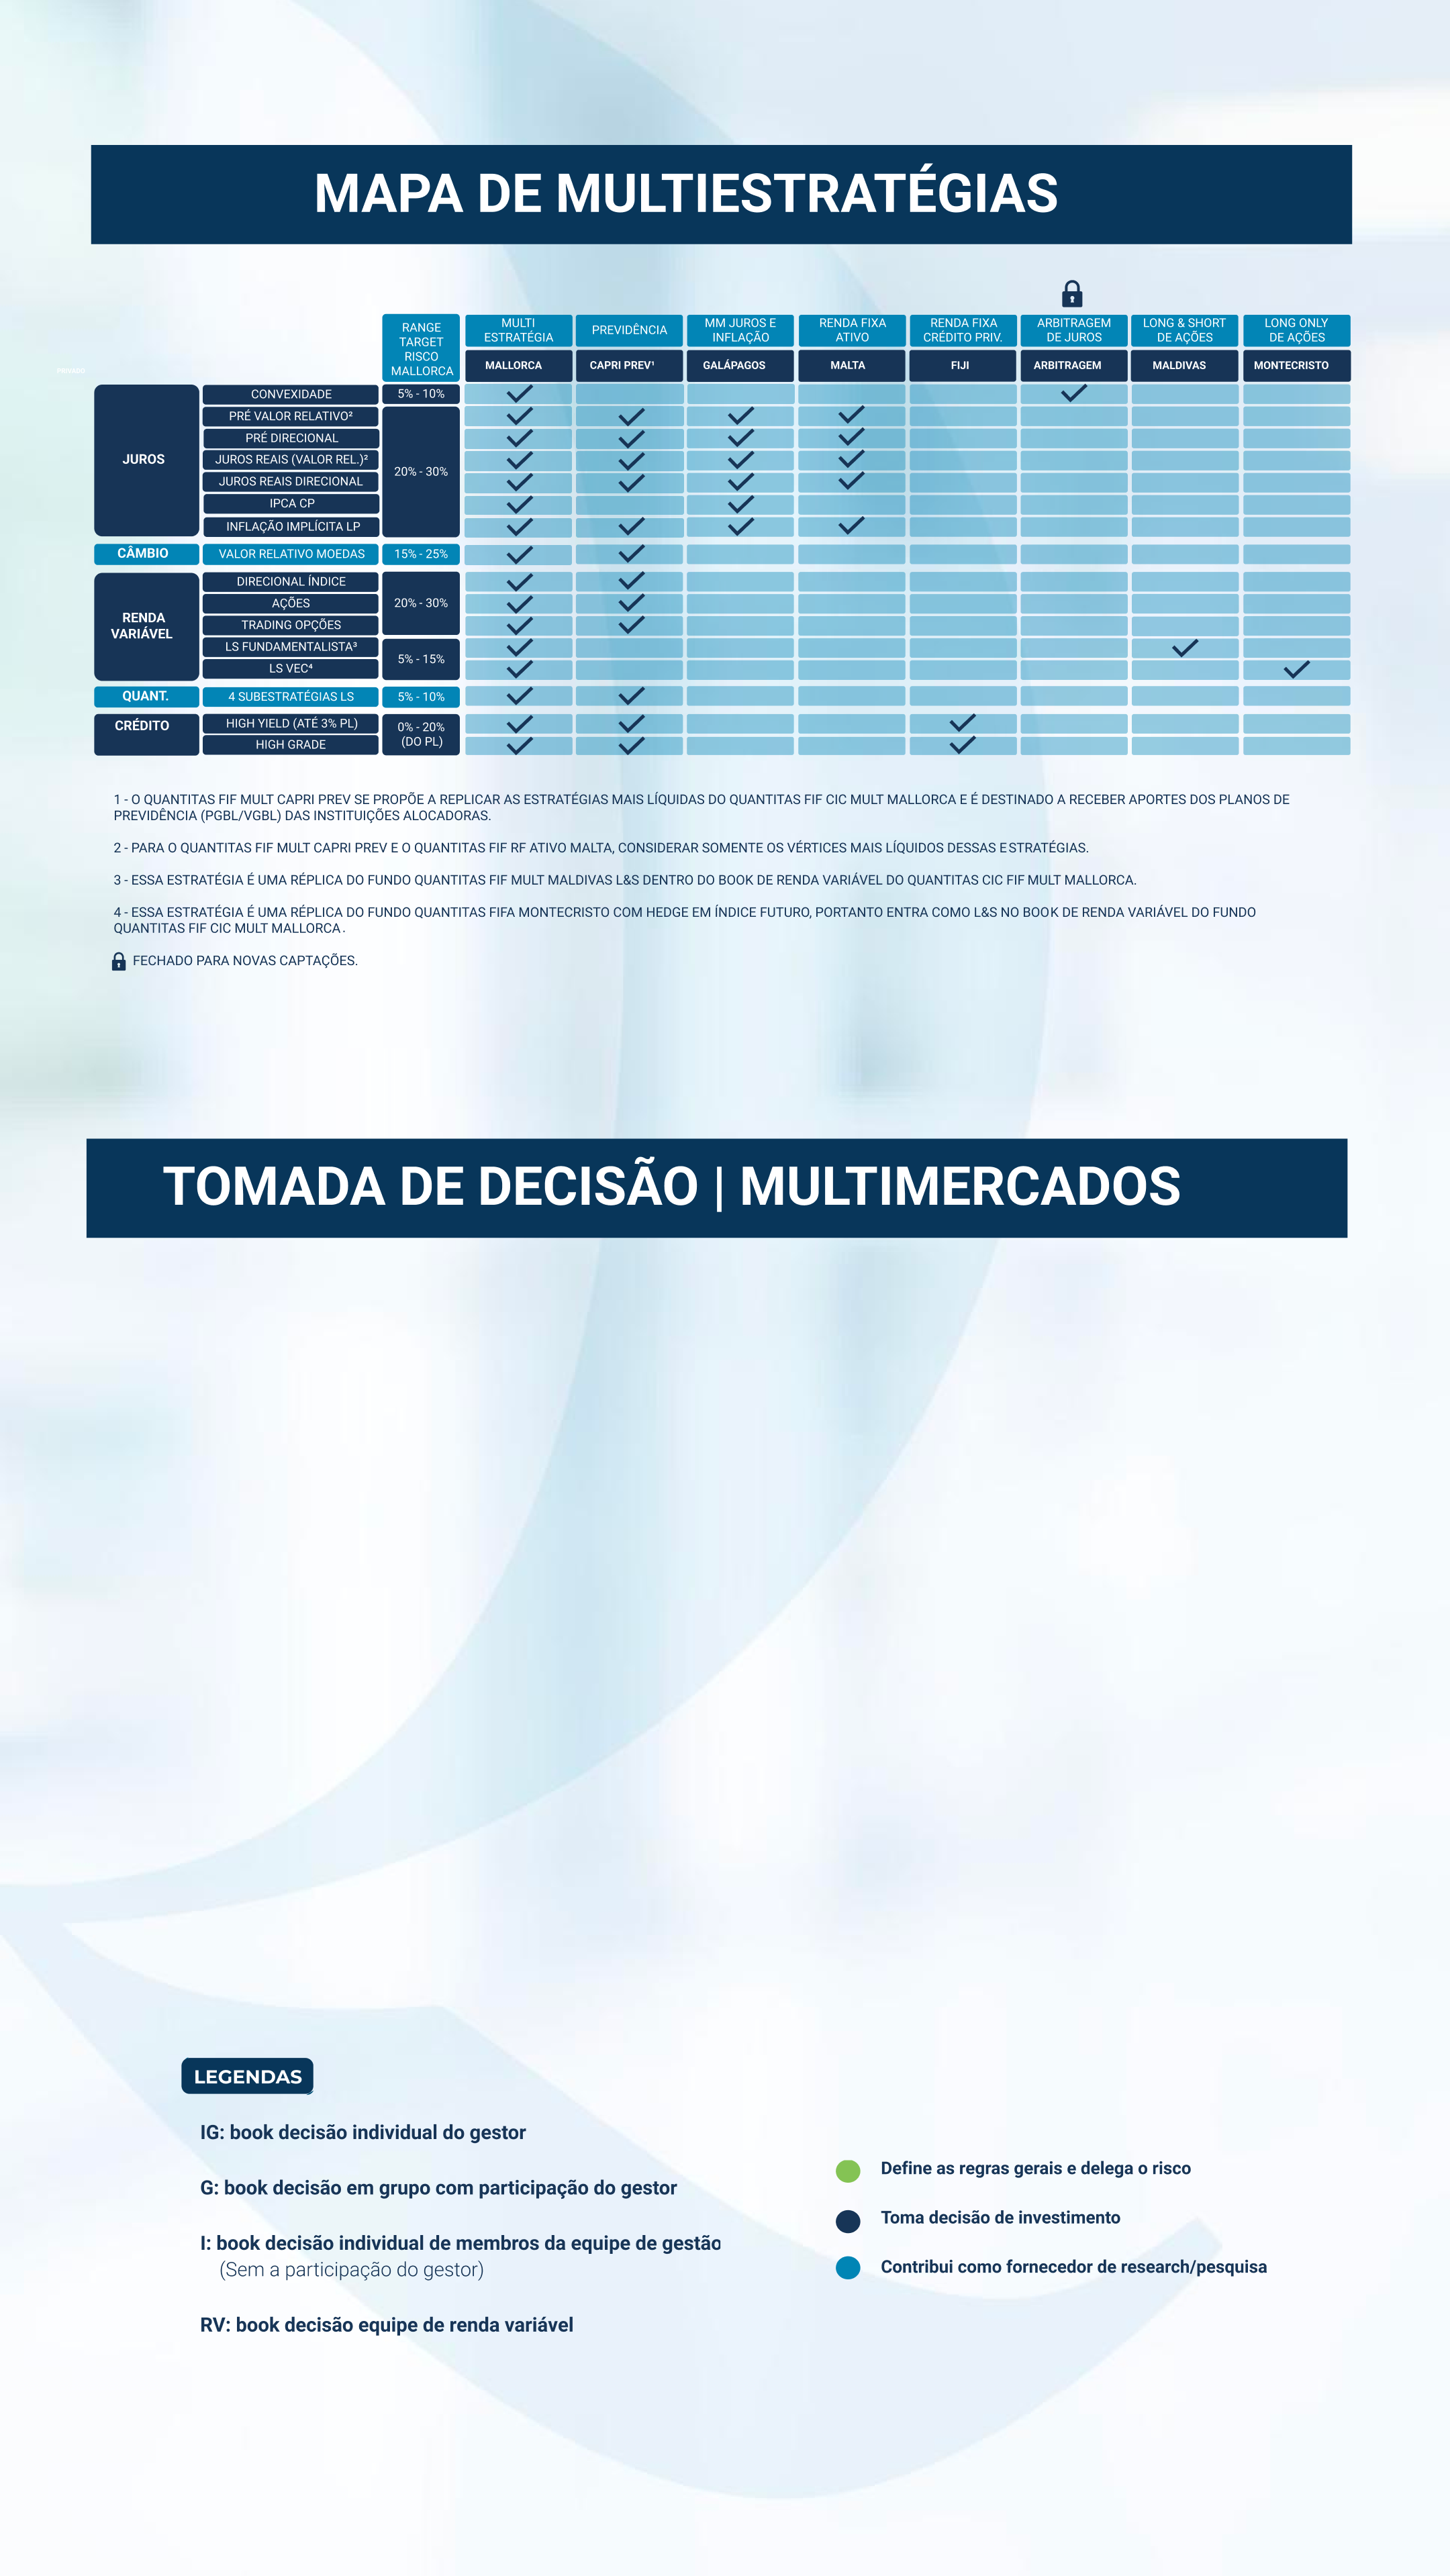 MAPA DE MULTIESTRATÉGIAS
RANGE
TARGET
RISCO
MALLORCA
MULTI
ESTRATÉGIA
PREVIDÊNCIA
MM JUROS E
INFLAÇÃO
RENDA FIXA
ATIVO
RENDA FIXA
CRÉDITO PRIV.
ARBITRAGEM
DE JUROS
LONG & SHORT
DE AÇÕES
LONG ONLY
DE AÇÕES
PRIVADO
MALLORCA
CAPRI PREV¹
GALÁPAGOS
MALTA
FIJI
ARBITRAGEM
MALDIVAS
MONTECRISTO
JUROS
CONVEXIDADE
5% - 10%
PRÉ VALOR RELATIVO²
PRÉ DIRECIONAL
JUROS REAIS (VALOR REL.)²
20% - 30%
JUROS REAIS DIRECIONAL
IPCA CP
INFLAÇÃO IMPLÍCITA LP
CÂMBIO
VALOR RELATIVO MOEDAS
15% - 25%
RENDA
VARIÁVEL
DIRECIONAL ÍNDICE
AÇÕES
20% - 30%
TRADING OPÇÕES
LS FUNDAMENTALISTA³
5% - 15%
LS VEC⁴
QUANT.
4 SUBESTRATÉGIAS LS
5% - 10%
CRÉDITO
HIGH YIELD (ATÉ 3% PL)
0% - 20%
(DO PL)
HIGH GRADE
1 - O QUANTITAS FIF MULT CAPRI PREV SE PROPÕE A REPLICAR AS ESTRATÉGIAS MAIS LÍQUIDAS DO QUANTITAS FIF CIC MULT MALLORCA E É DESTINADO A RECEBER APORTES DOS PLANOS DE
PREVIDÊNCIA (PGBL/VGBL) DAS INSTITUIÇÕES ALOCADORAS.
2 - PARA O QUANTITAS FIF MULT CAPRI PREV E O QUANTITAS FIF RF ATIVO MALTA, CONSIDERAR SOMENTE OS VÉRTICES MAIS LÍQUIDOS DESSAS ESTRATÉGIAS.
3 - ESSA ESTRATÉGIA É UMA RÉPLICA DO FUNDO QUANTITAS FIF MULT MALDIVAS L&S DENTRO DO BOOK DE RENDA VARIÁVEL DO QUANTITAS CIC FIF MULT MALLORCA.
4 - ESSA ESTRATÉGIA É UMA RÉPLICA DO FUNDO QUANTITAS FIFA MONTECRISTO COM HEDGE EM ÍNDICE FUTURO, PORTANTO ENTRA COMO L&S NO BOOK DE RENDA VARIÁVEL DO FUNDO
QUANTITAS FIF CIC MULT MALLORCA.
FECHADO PARA NOVAS CAPTAÇÕES.
TOMADA DE DECISÃO | MULTIMERCADOS
LEGENDAS
IG: book decisão individual do gestor
G: book decisão em grupo com participação do gestor
I: book decisão individual de membros da equipe de gestão
(Sem a participação do gestor)
RV: book decisão equipe de renda variável
Define as regras gerais e delega o risco
Toma decisão de investimento
Contribui como fornecedor de research/pesquisa